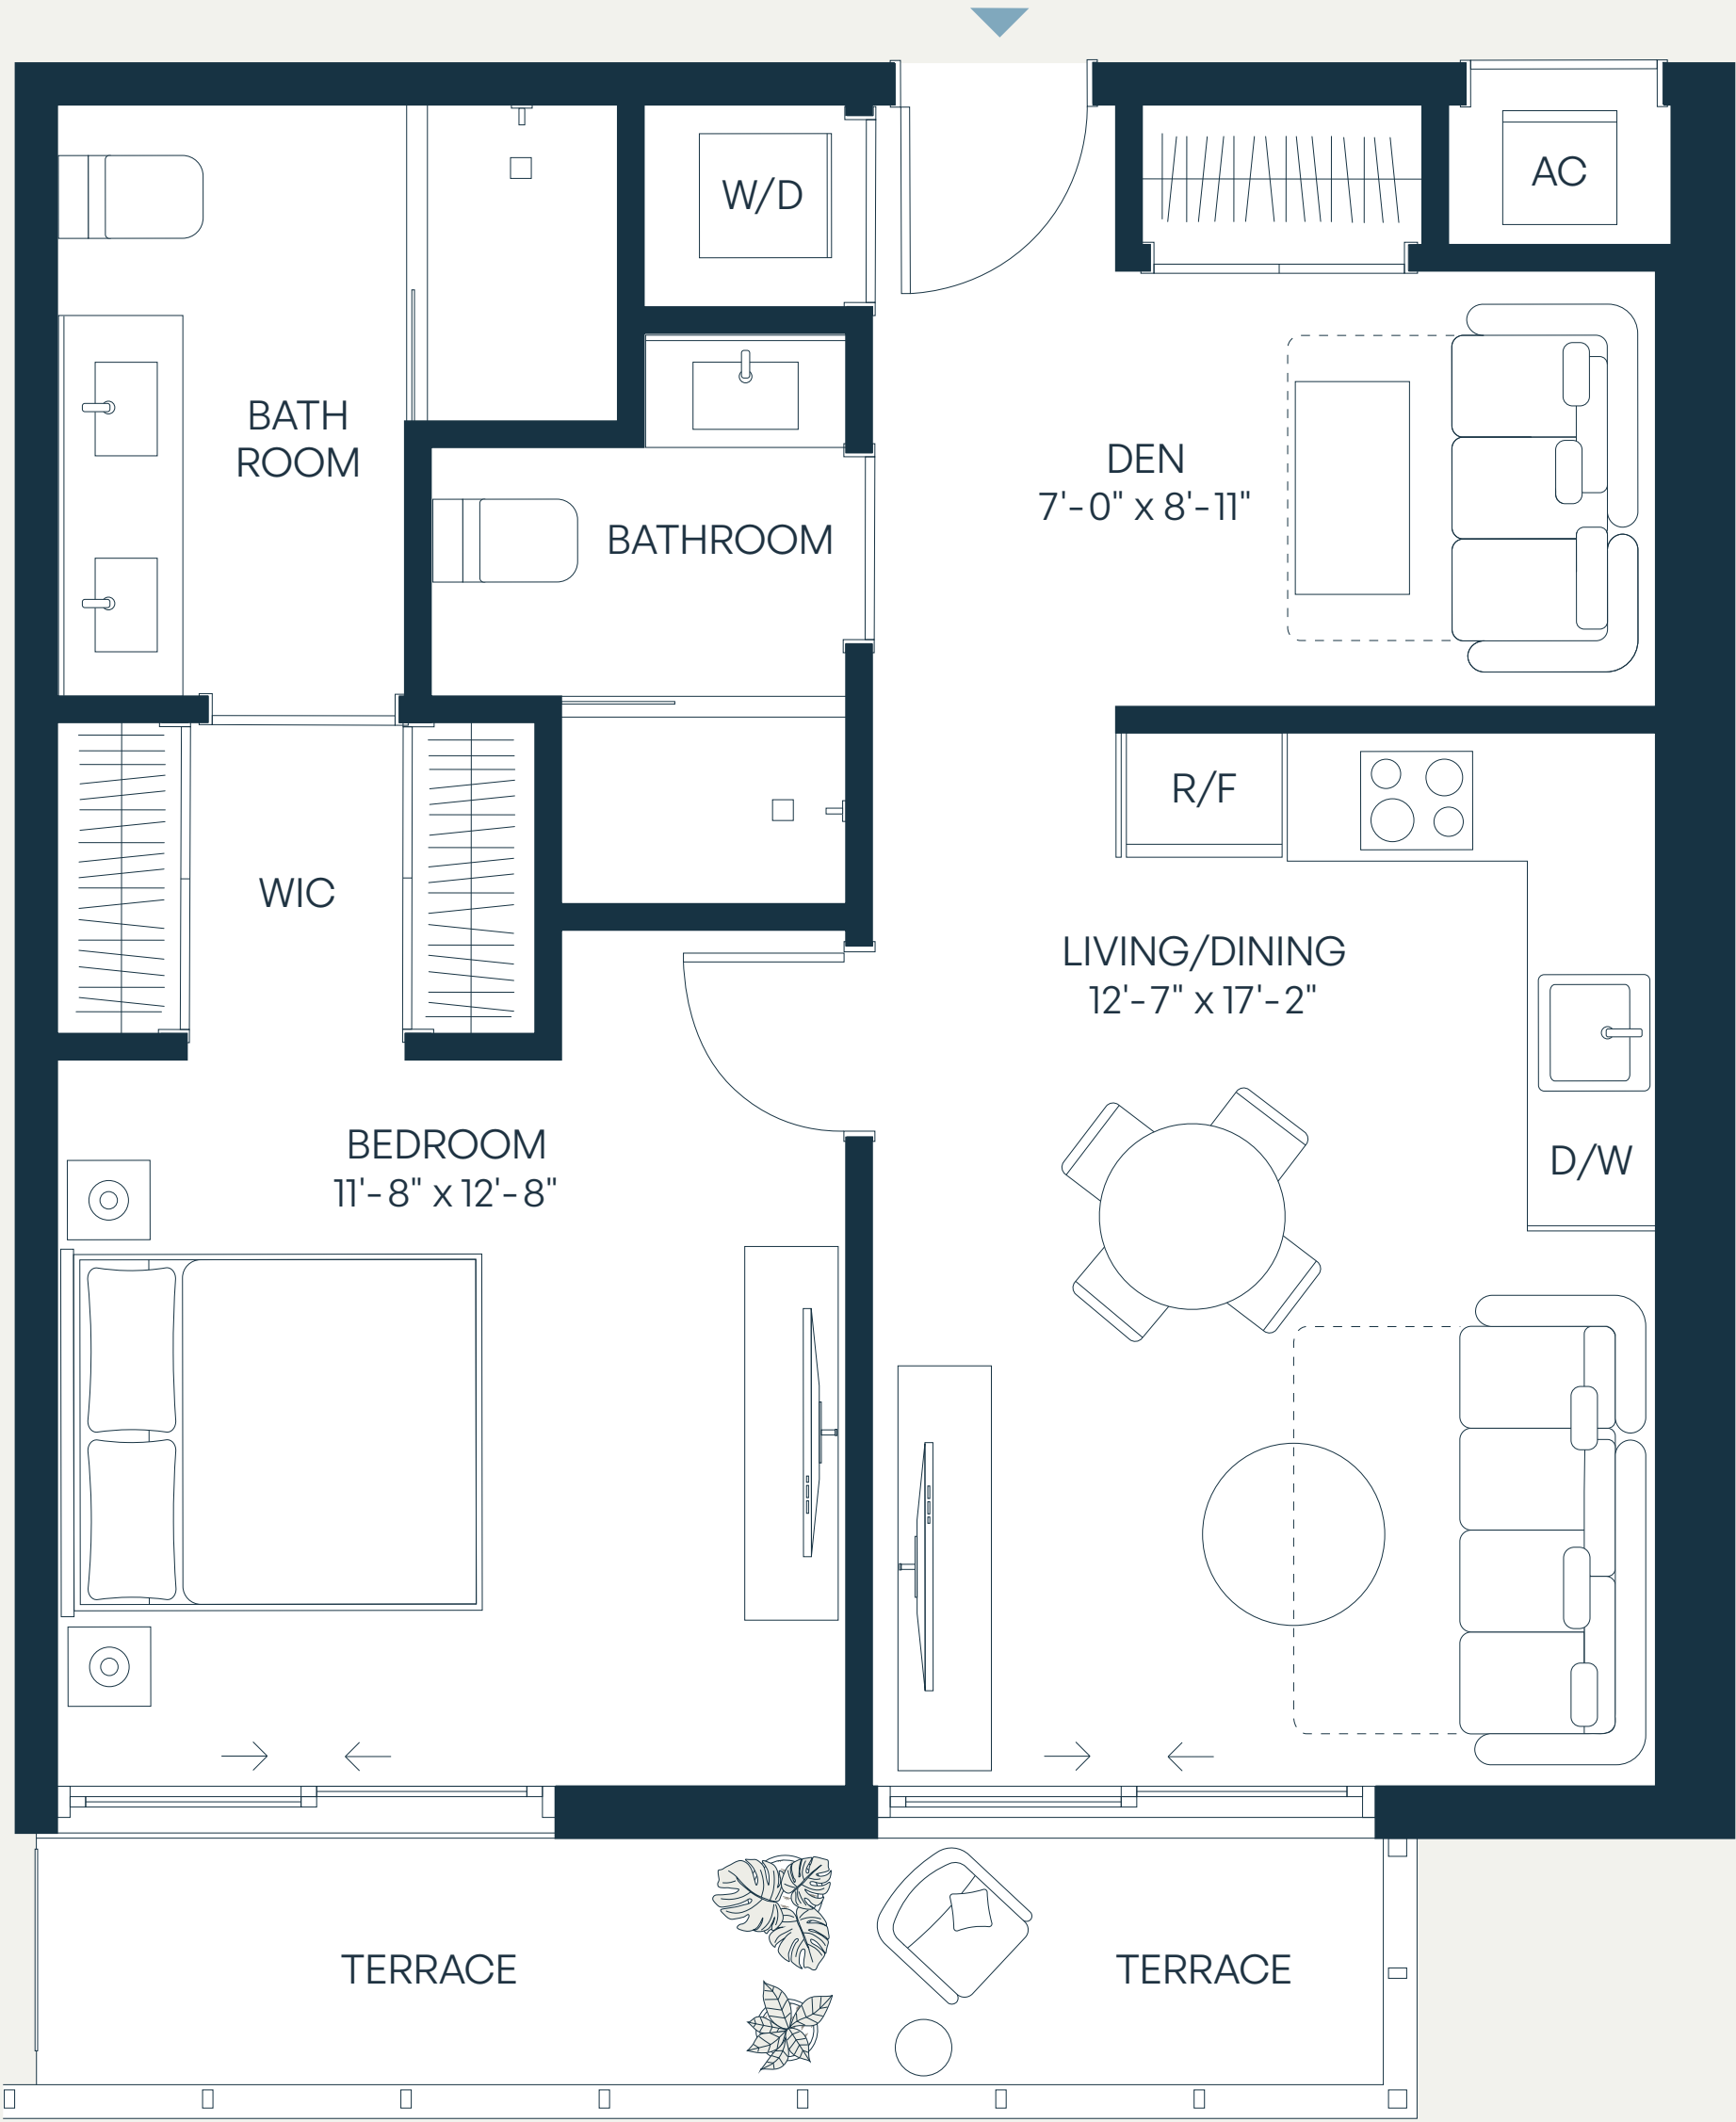 W/D
AC
BATH
ROOM
DEN
7'-0" x 8'-11"
BATHROOM
R/F
WIC
LIVING/DINING
12'-7" x 17'-2"
BEDROOM
11'-8" x 12'-8"
D/W
TERRACE
TERRACE